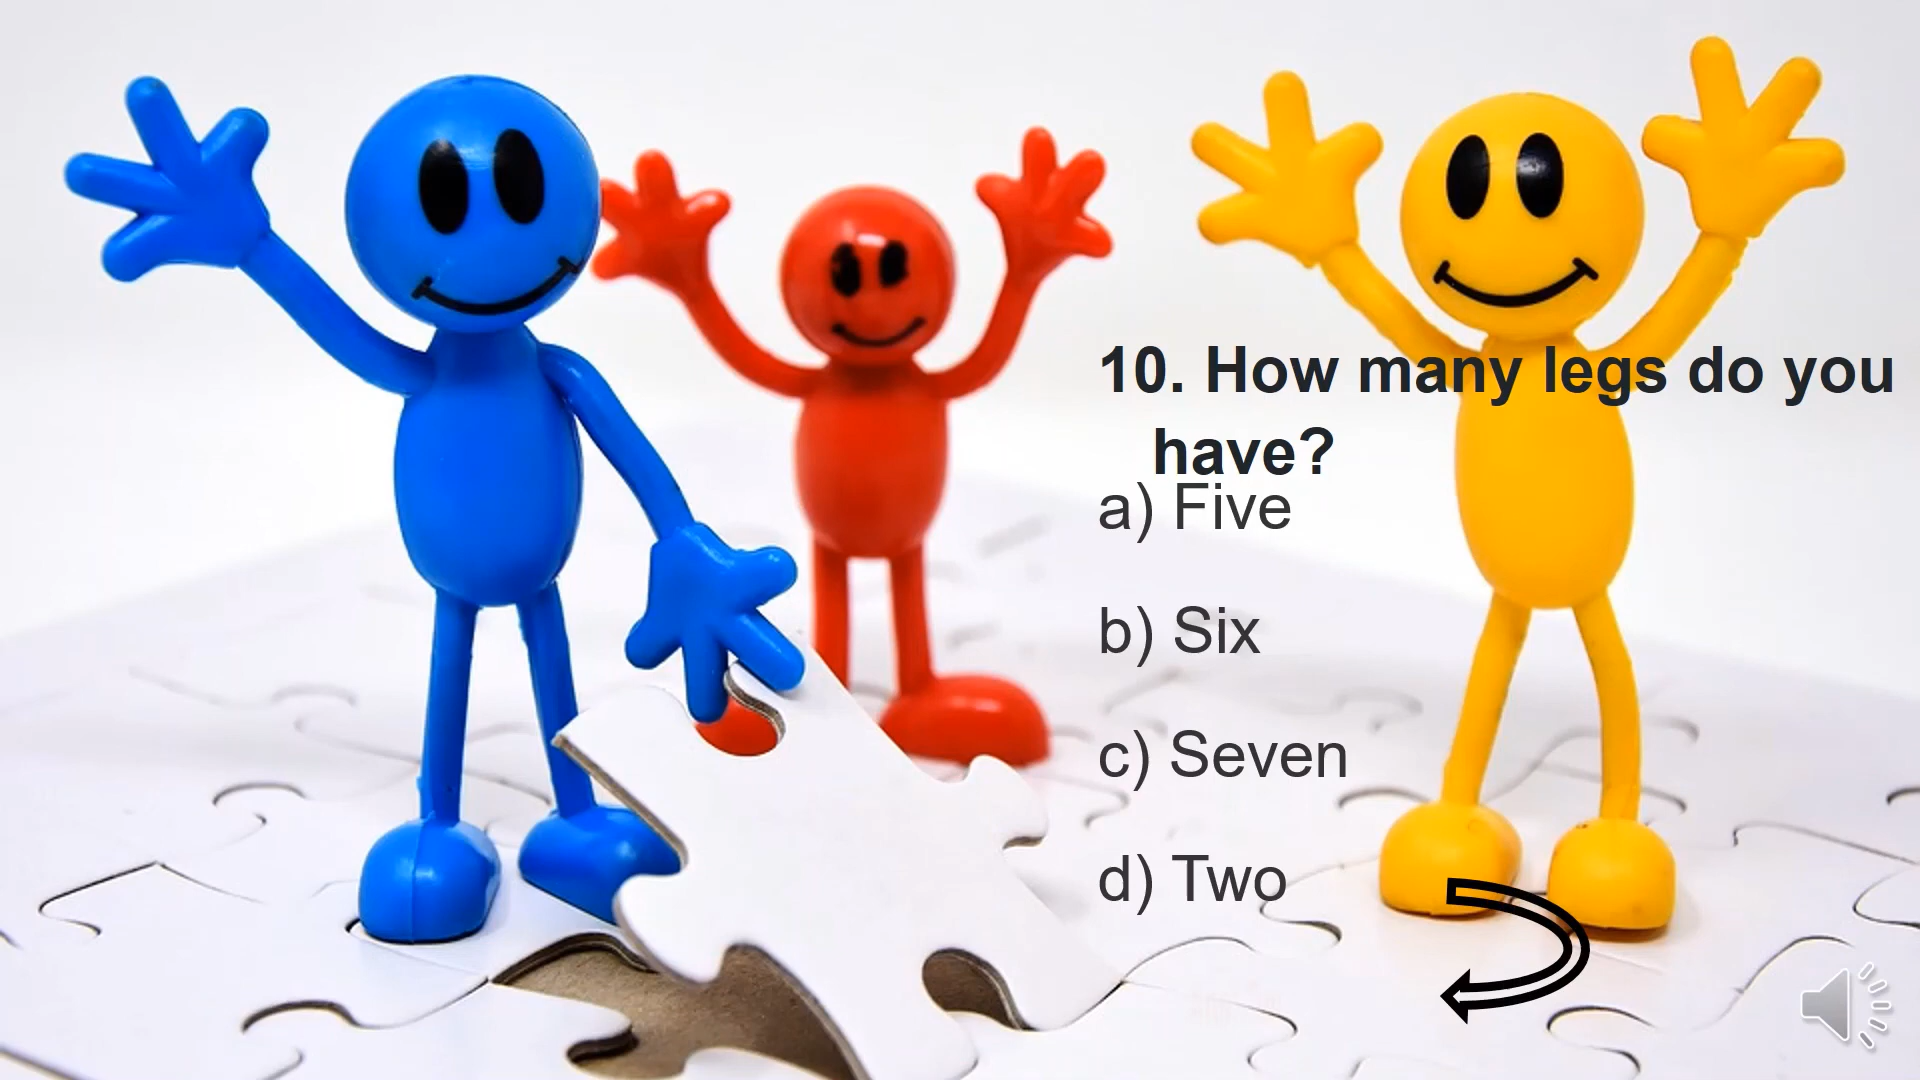 10. How many legs do you
have?
a) Five
b) Six
c) Seven
d) Two